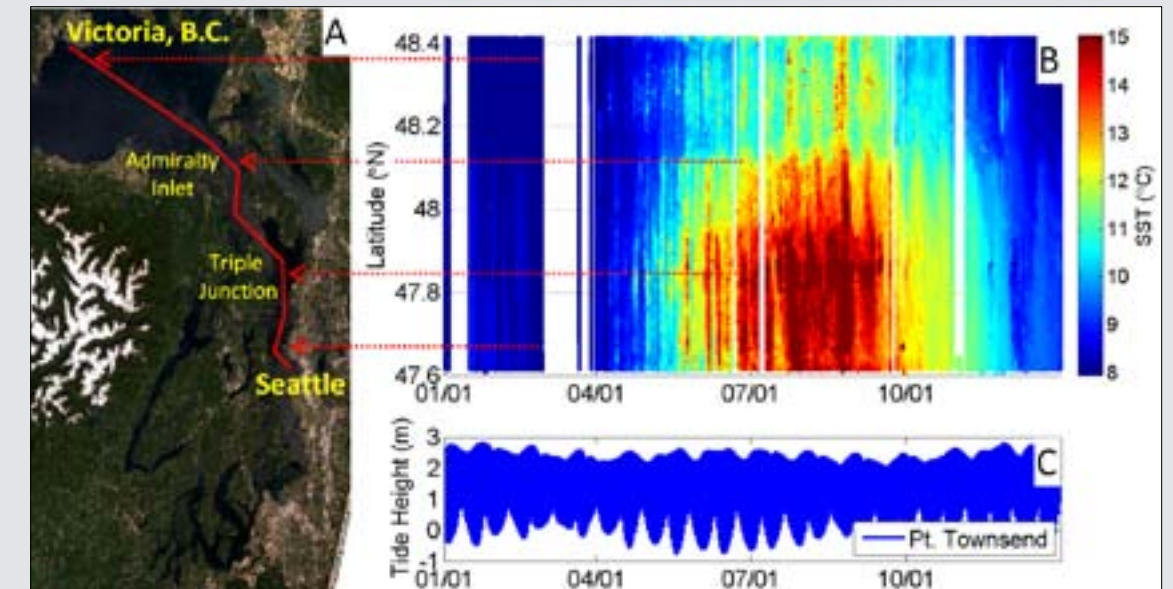 Victoria, B.C.
A
Admiralty
Inlet
Triple
Junction
Seattle
B
48.4
48.2
48
47.8
47.6
Latitude (°N)
01/01
04/01
07/01
10/01
15
14
13
12
11
10
9
8
SST (°C)
C
3
2
1
0
-1
Tide Height (m)
Pt. Townsend
01/01
04/01
07/01
10/01